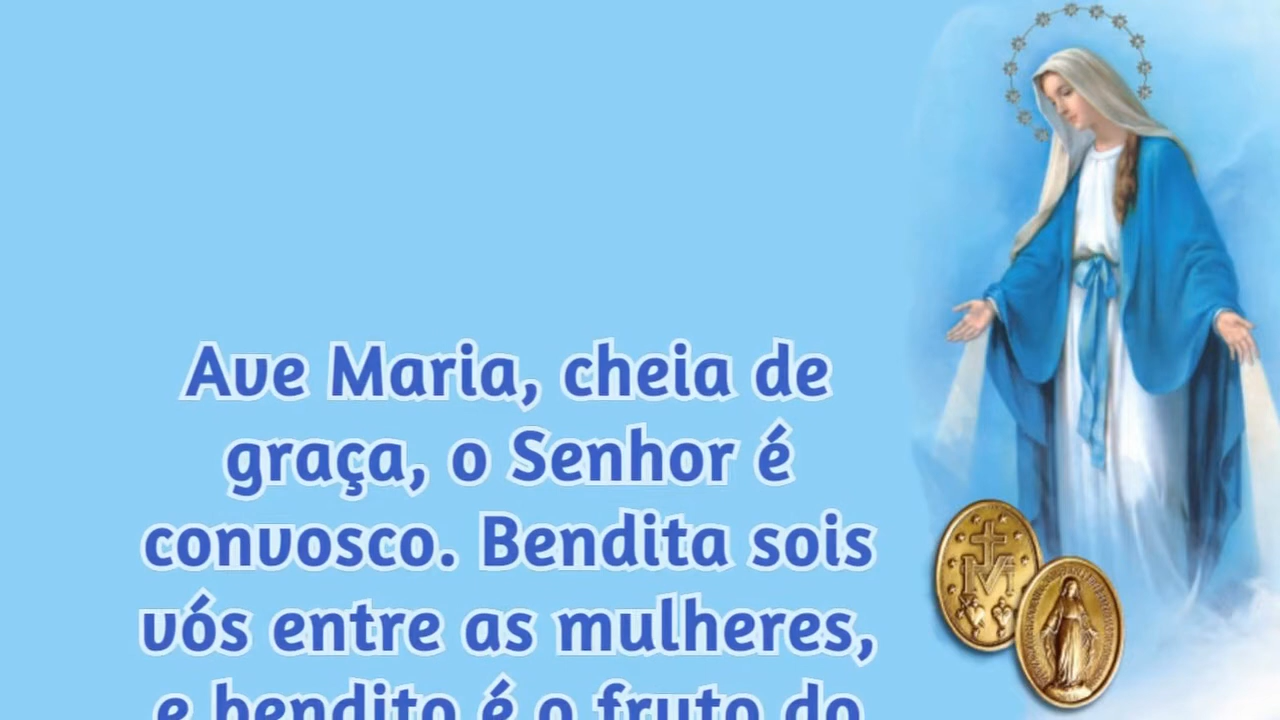 Ave Maria, cheia de
graça, o Senhor é
convosco. Bendita sois
vós entre as mulheres,
e bendito é o fruto do